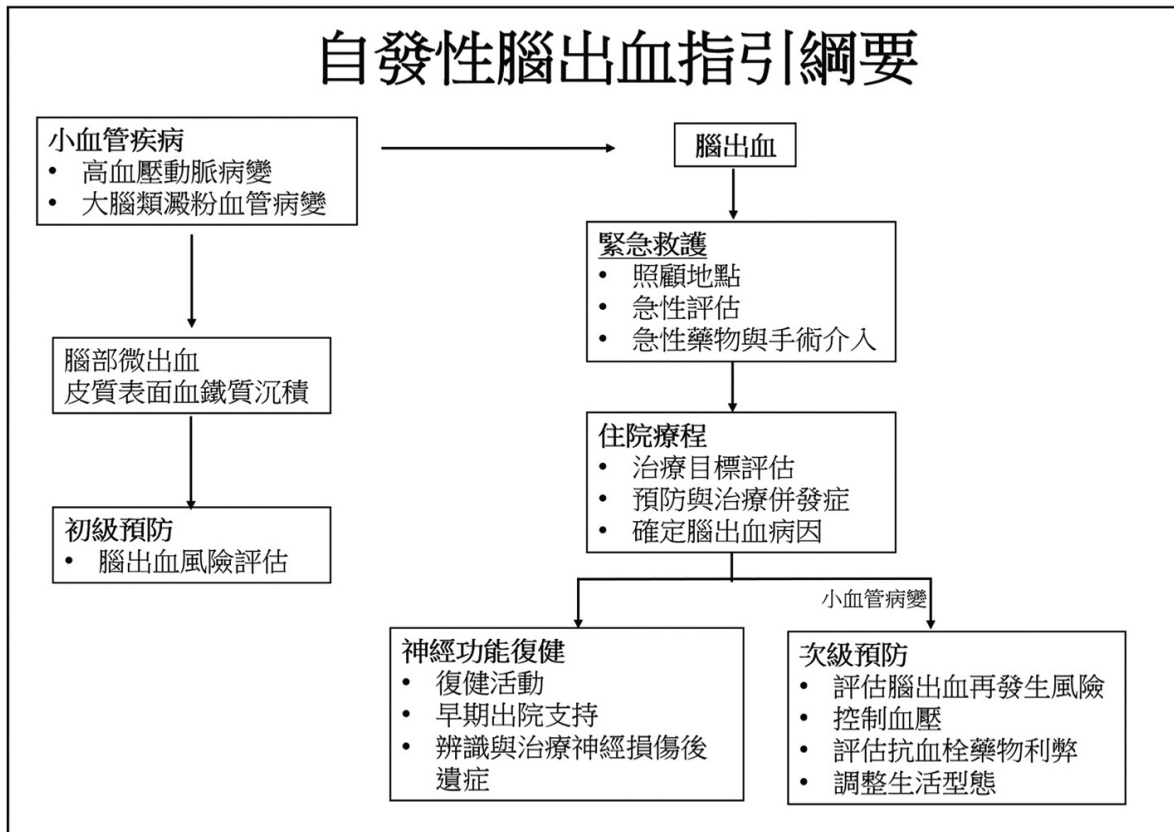 自發性腦出血指引綱要
小血管疾病
• 高血壓動脈病變
• 大腦類澱粉血管病變
腦出血
緊急救護
• 照顧地點
• 急性評估
• 急性藥物與手術介入
腦部微出血
皮質表面血鐵質沉積
住院療程
• 治療目標評估
• 預防與治療併發症
• 確定腦出血病因
初級預防
• 腦出血風險評估
小血管病變
神經功能復健
• 復健活動
• 早期出院支持
• 辨識與治療神經損傷後
遺症
次級預防
• 評估腦出血再發生風險
• 控制血壓
• 評估抗血栓藥物利弊
• 調整生活型態